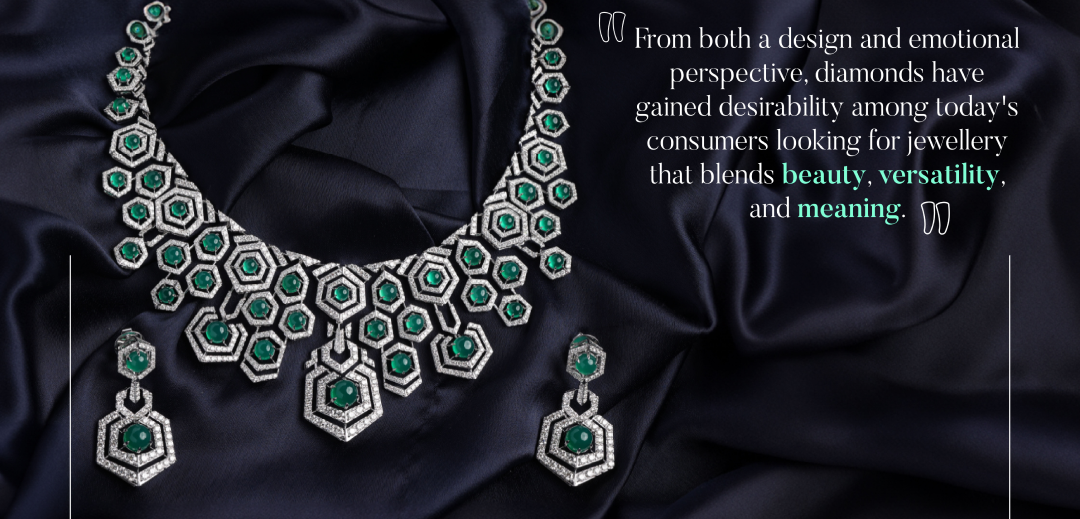 "From both a design and emotional
perspective, diamonds have
gained desirability among today's
consumers looking for jewellery
that blends beauty, versatility,
and meaning."